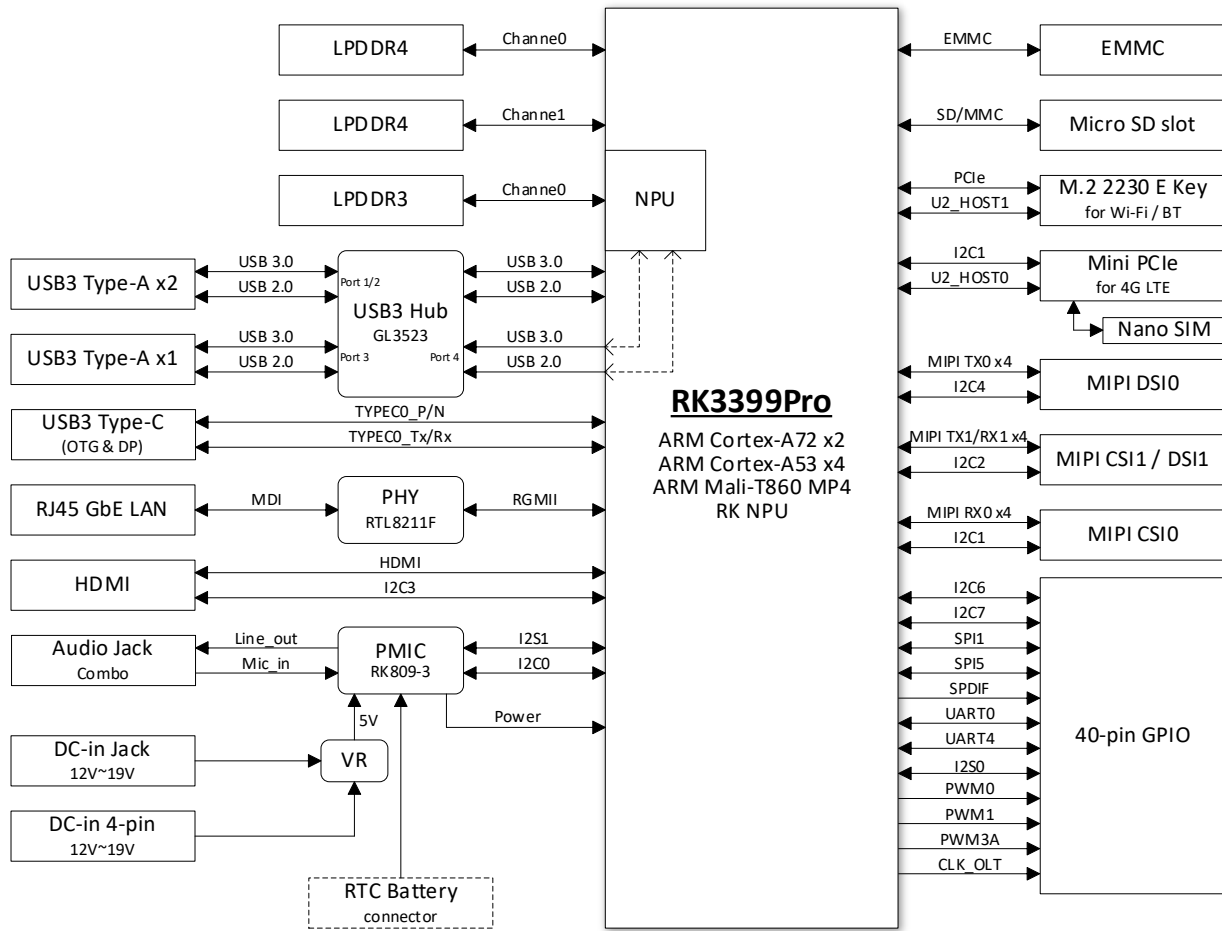 LPDDR4
Channe0
LPDDR4
Channe1
LPDDR3
Channe0
NPU
USB3 Type-A x2
USB 3.0
USB 2.0
Port 1/2
USB3 Hub
GL3523
USB 3.0
USB 2.0
USB3 Type-A x1
USB 3.0
USB 2.0
Port 3
Port 4
USB 3.0
USB 2.0
USB3 Type-C
(OTG & DP)
TYPEC0_P/N
TYPEC0_Tx/Rx
RJ45 GbE LAN
MDI
PHY
RTL8211F
RGMII
HDMI
HDMI
I2C3
Audio Jack
Combo
Line_out
Mic_in
PMIC
RK809-3
I2S1
I2C0
Power
5V
VR
DC-in Jack
12V~19V
DC-in 4-pin
12V~19V
RTC Battery
connector
RK3399Pro
ARM Cortex-A72 x2
ARM Cortex-A53 x4
ARM Mali-T860 MP4
RK NPU
EMMC
EMMC
SD/MMC
Micro SD slot
PCIe
U2_HOST1
M.2 2230 E Key
for Wi-Fi / BT
I2C1
U2_HOST0
Mini PCIe
for 4G LTE
Nano SIM
MIPI TX0 x4
I2C4
MIPI DSI0
MIPI TX1/RX1 x4
I2C2
MIPI CSI1 / DSI1
MIPI RX0 x4
I2C1
MIPI CSI0
I2C6
I2C7
SPI1
SPI5
SPDIF
UART0
UART4
I2S0
PWM0
PWM1
PWM3A
CLK_OLT
40-pin GPIO